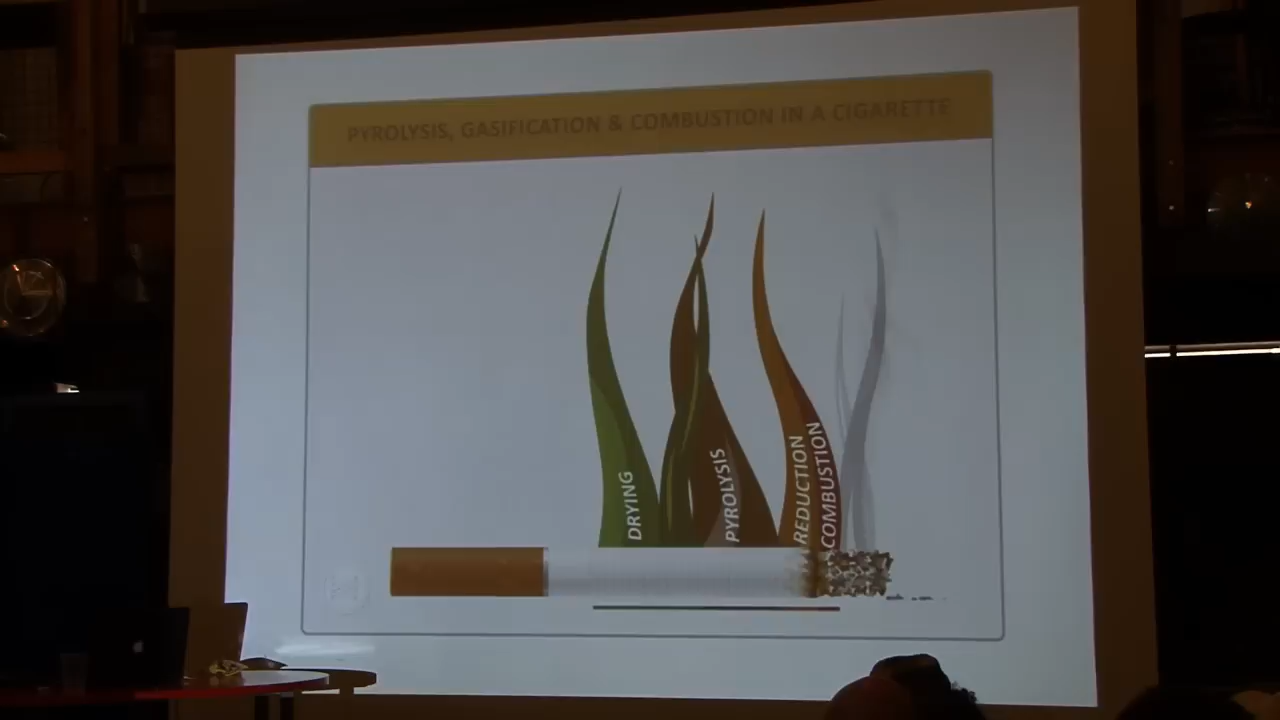 PYROLYSIS, GASIFICATION & COMBUSTION IN A CIGARETTE
DRYING
PYROLYSIS
REDUCTION
COMBUSTION